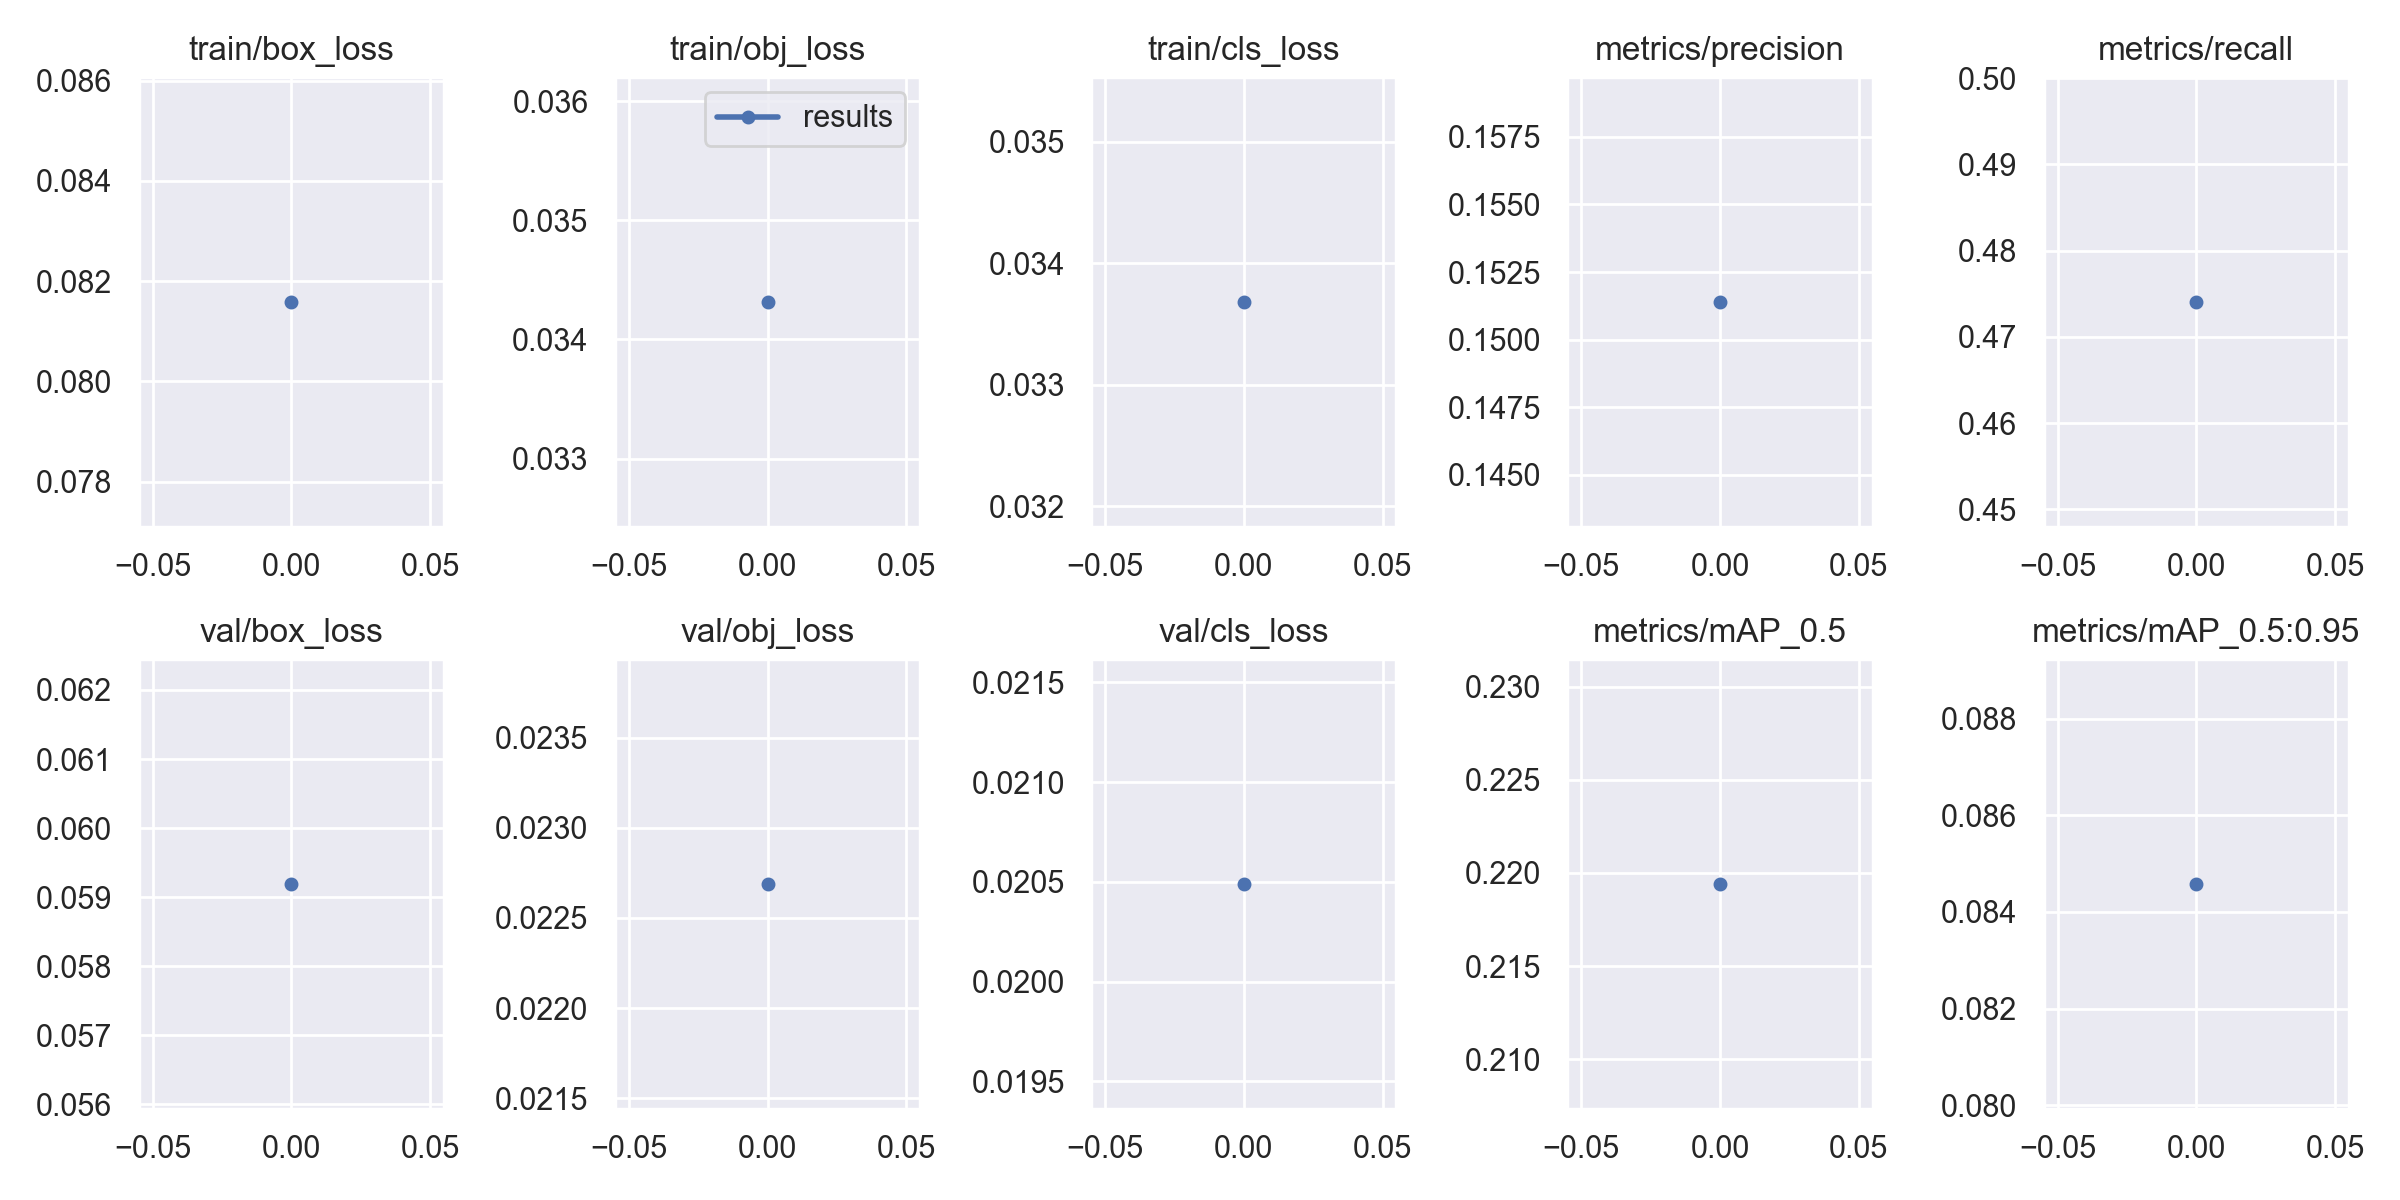 train/box_loss
0.086
0.084
0.082
0.080
0.078
−0.05 0.00 0.05
train/obj_loss
results
0.036
0.035
0.034
0.033
−0.05 0.00 0.05
train/cls_loss
0.035
0.034
0.033
0.032
−0.05 0.00 0.05
metrics/precision
0.1575
0.1550
0.1525
0.1500
0.1475
0.1450
−0.05 0.00 0.05
metrics/recall
0.50
0.49
0.48
0.47
0.46
0.45
−0.05 0.00 0.05
val/box_loss
0.062
0.061
0.060
0.059
0.058
0.057
0.056
−0.05 0.00 0.05
val/obj_loss
0.0235
0.0230
0.0225
0.0220
0.0215
−0.05 0.00 0.05
val/cls_loss
0.0215
0.0210
0.0205
0.0200
0.0195
−0.05 0.00 0.05
metrics/mAP_0.5
0.230
0.225
0.220
0.215
0.210
−0.05 0.00 0.05
metrics/mAP_0.5:0.95
0.088
0.086
0.084
0.082
0.080
−0.05 0.00 0.05